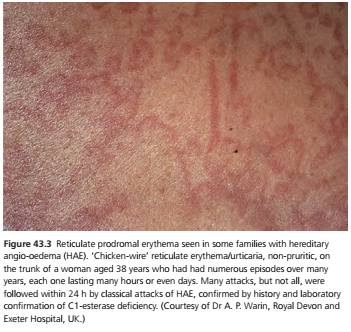 Figure 43.3 Reticulate prodromal erythema seen in some families with hereditary
angio-oedema (HAE). ‘Chicken-wire’ reticulate erythema/urticaria, non-pruritic, on
the trunk of a woman aged 38 years who had had numerous episodes over many
years, each one lasting many hours or days. Many attacks, but not all, were
followed within 24 h by classical attacks of HAE, confirmed by history and laboratory
confirmation of C1-esterase deficiency. (Courtesy of Dr A. P. Warin, Royal Devon and
Exeter Hospital, UK.)